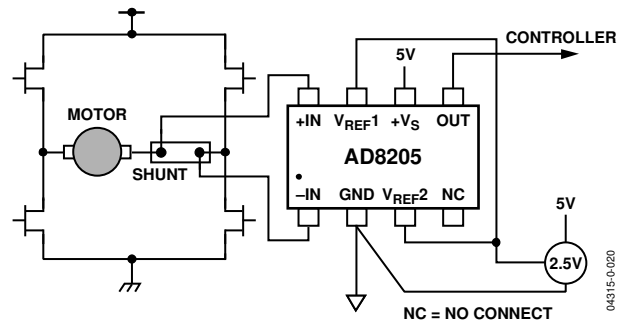 CONTROLLER
5V
MOTOR
SHUNT
+IN VREF1 +VS OUT
AD8205
–IN GND VREF2 NC
5V
2.5V
NC = NO CONNECT
04315-0-020